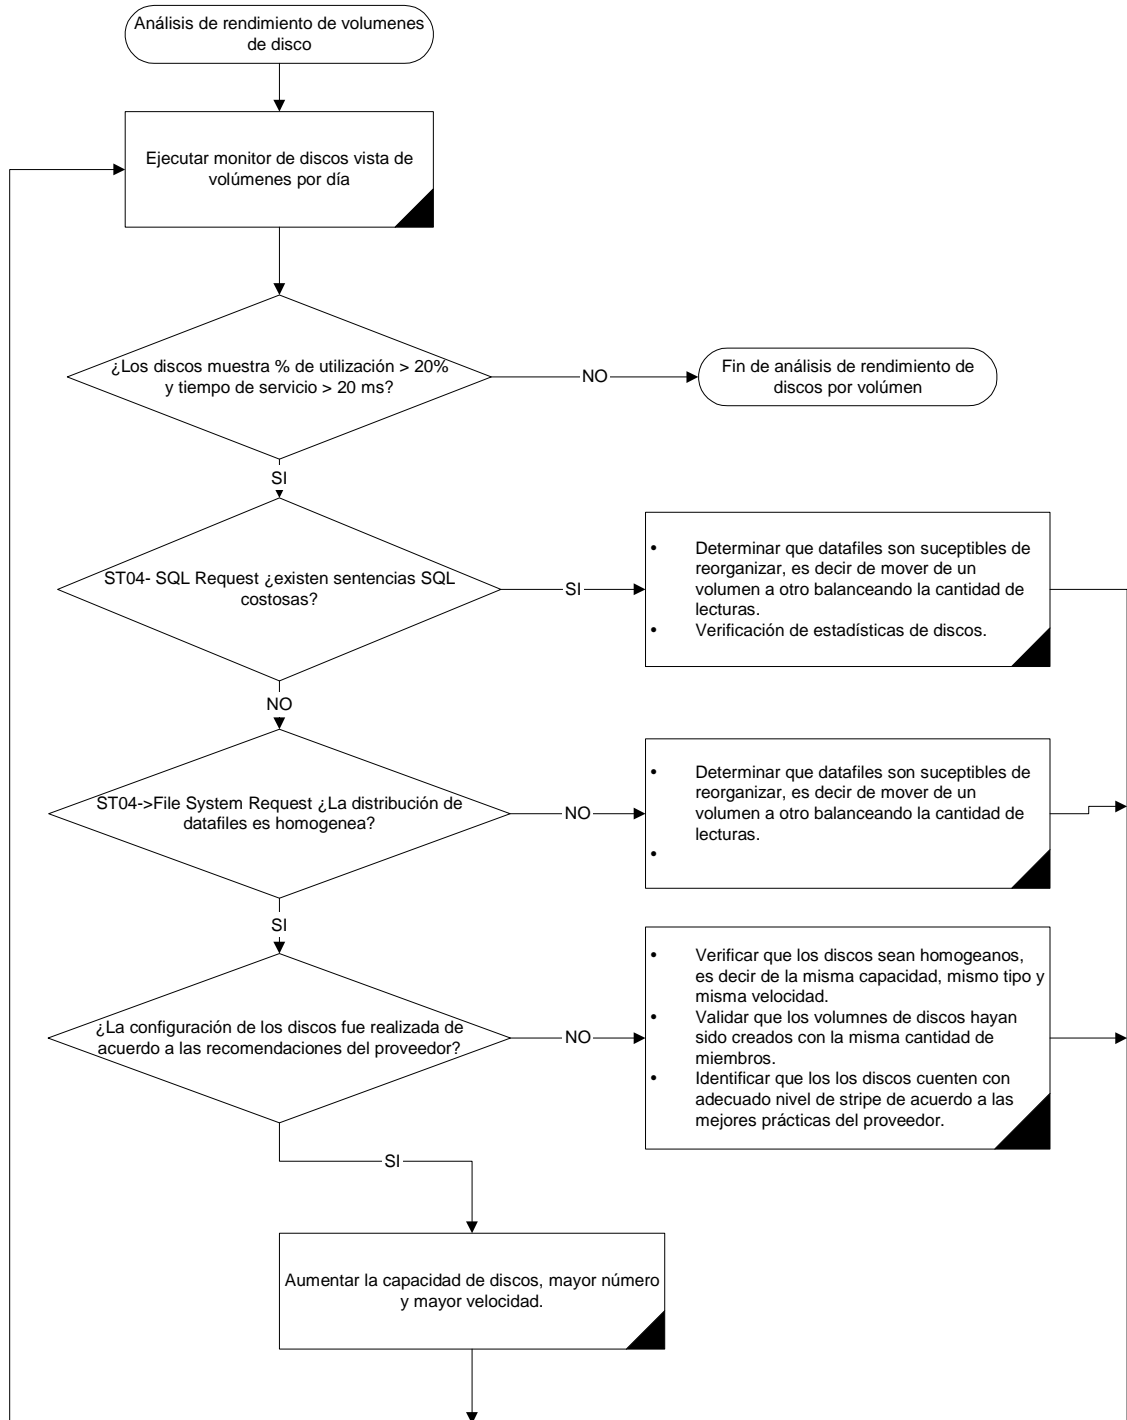 Análisis de rendimiento de volumenes
de disco
Ejecutar monitor de discos vista de
volúmenes por día
¿Los discos muestra % de utilización > 20%
y tiempo de servicio > 20 ms?
NO
Fin de análisis de rendimiento de
discos por volúmen
SI
ST04- SQL Request ¿existen sentencias SQL
costosas?
SI
• Determinar que datafiles son suceptibles de
reorganizar, es decir de mover de un
volumen a otro balanceando la cantidad de
lecturas.
• Verificación de estadísticas de discos.
NO
ST04->File System Request ¿La distribución de
datafiles es homogenea?
NO
• Determinar que datafiles son suceptibles de
reorganizar, es decir de mover de un
volumen a otro balanceando la cantidad de
lecturas.
•
SI
¿La configuración de los discos fue realizada de
acuerdo a las recomendaciones del proveedor?
NO
• Verificar que los discos sean homogeanos,
es decir de la misma capacidad, mismo tipo y
misma velocidad.
• Validar que los volumnes de discos hayan
sido creados con la misma cantidad de
miembros.
• Identificar que los los discos cuenten con
adecuado nivel de stripe de acuerdo a las
mejores prácticas del proveedor.
SI
Aumentar la capacidad de discos, mayor número
y mayor velocidad.